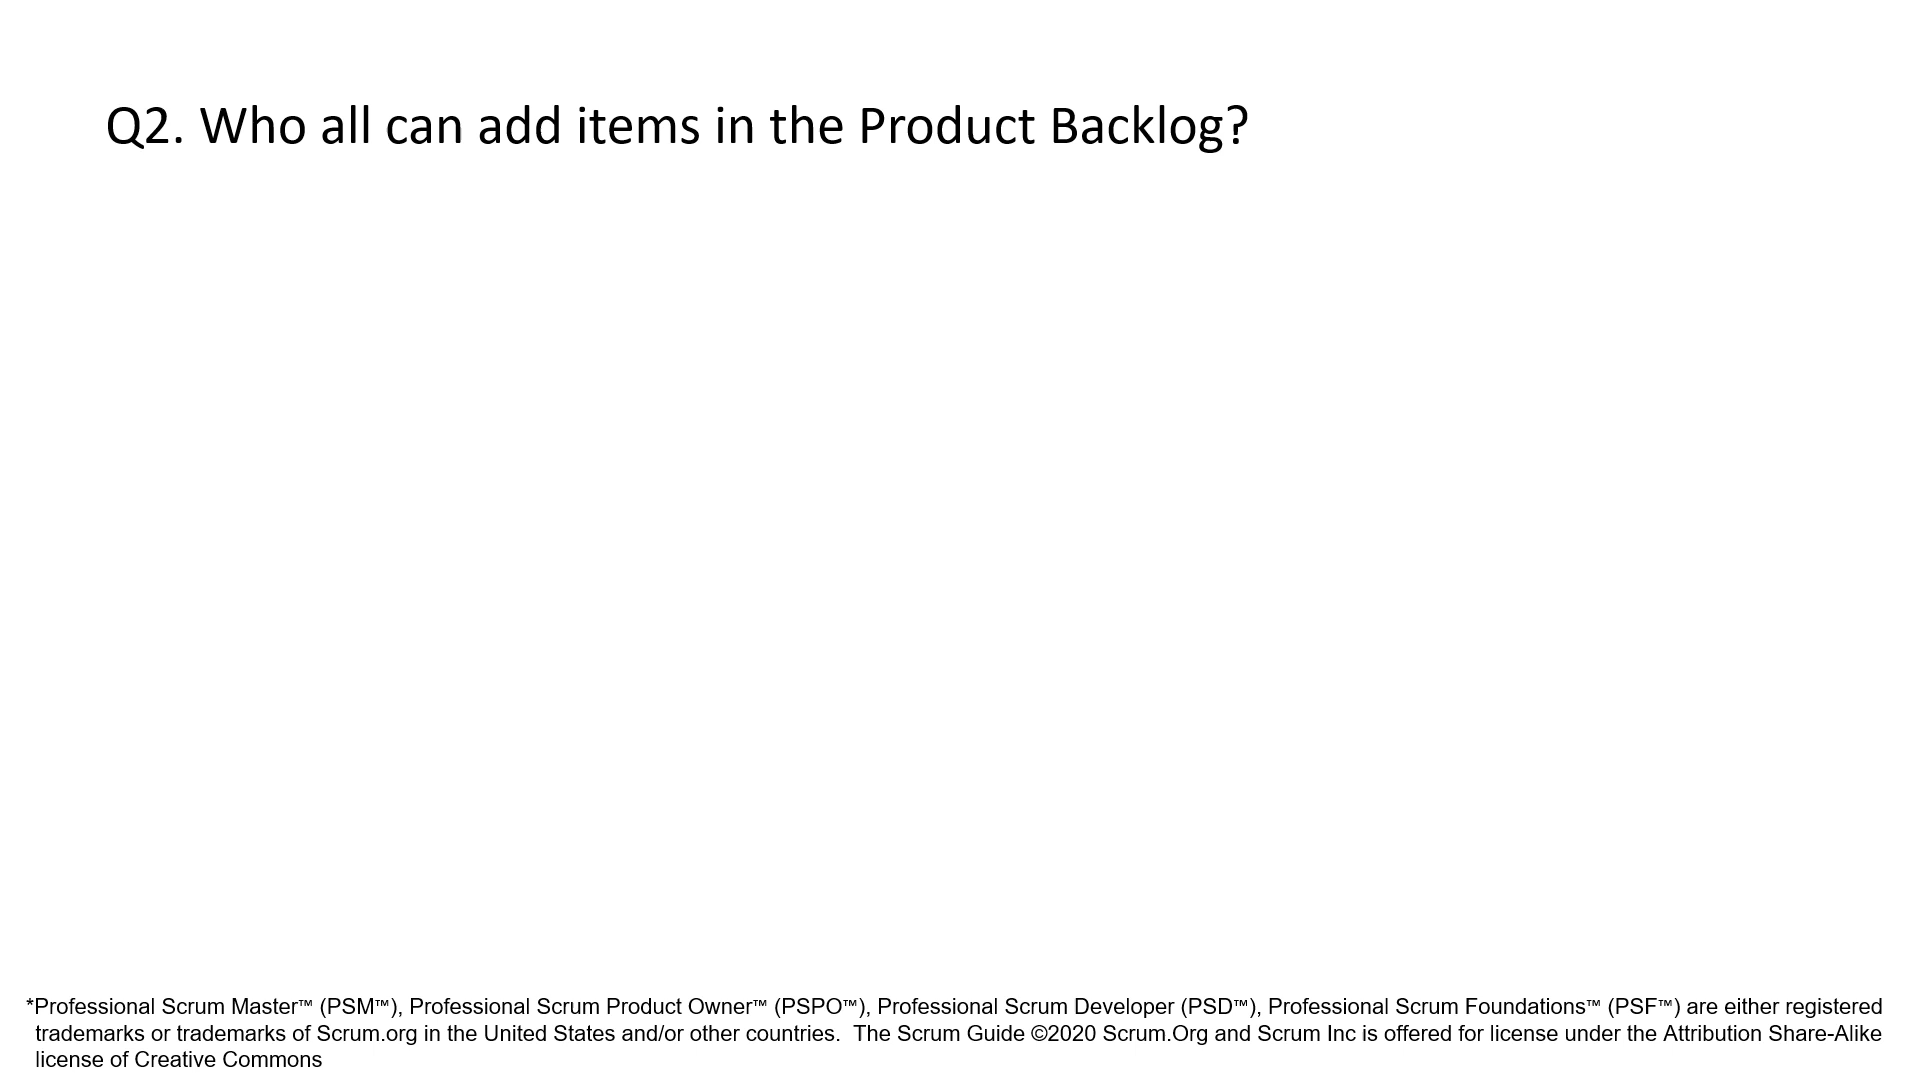 Q2. Who all can add items in the Product Backlog?
*Professional Scrum Master™ (PSM™), Professional Scrum Product Owner™ (PSPO™), Professional Scrum Developer (PSD™), Professional Scrum Foundations™ (PSF™) are either registered
trademarks or trademarks of Scrum.org in the United States and/or other countries.  The Scrum Guide ©2020 Scrum.Org and Scrum Inc is offered for license under the Attribution Share-Alike
license of Creative Commons